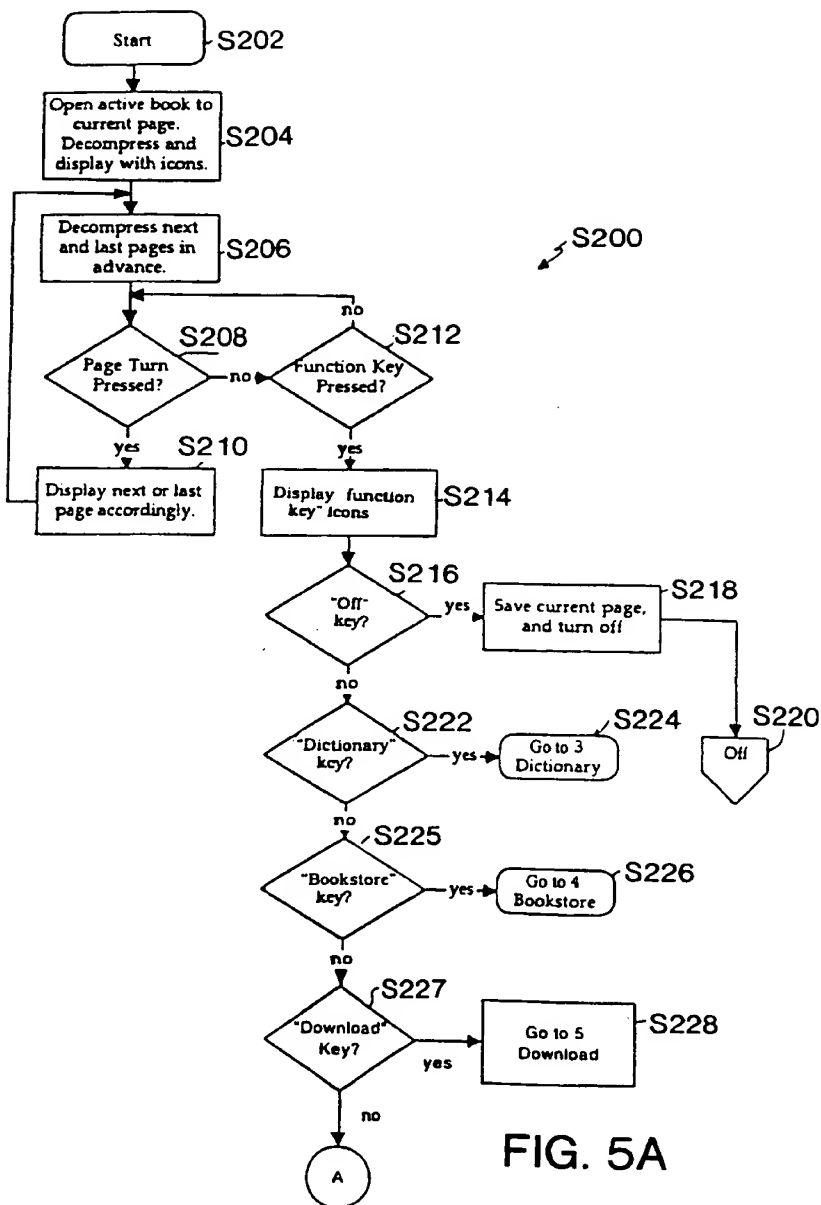 Start
S202
Open active book to
current page.
Decompress and
display with icons.
S204
Decompress next
and last pages in
advance.
S206
S200
no
S208
Page Turn
Pressed?
no
S212
Function Key
Pressed?
yes
S210
Display next or last
page accordingly.
yes
Display function
key" icons
S214
S216
"Off"
key?
yes
S218
Save current page,
and turn off
no
S220
Off
S222
"Dictionary"
key?
yes
S224
Go to 3
Dictionary
no
S225
"Bookstore"
key?
yes
S226
Go to 4
Bookstore
no
S227
"Download"
Key?
yes
Go to 5
Download
S228
no
A
FIG. 5A